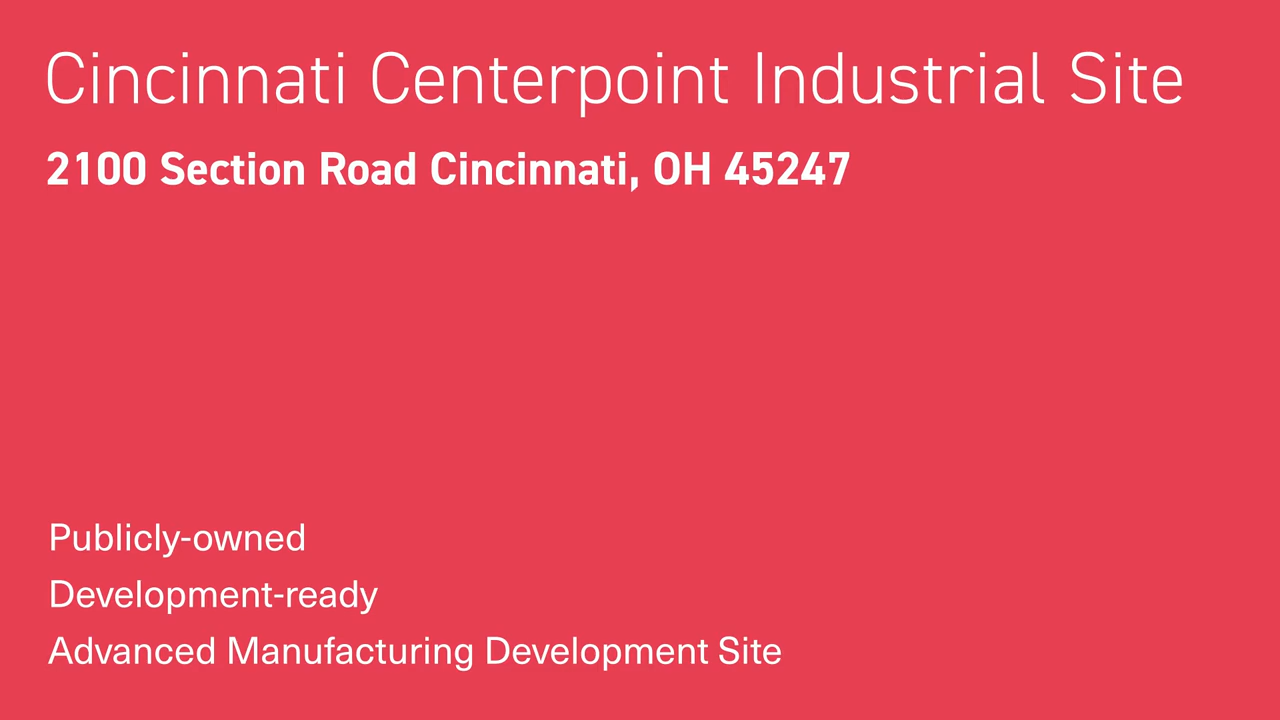 Cincinnati Centerpoint Industrial Site
2100 Section Road Cincinnati, OH 45247
Publicly-owned
Development-ready
Advanced Manufacturing Development Site